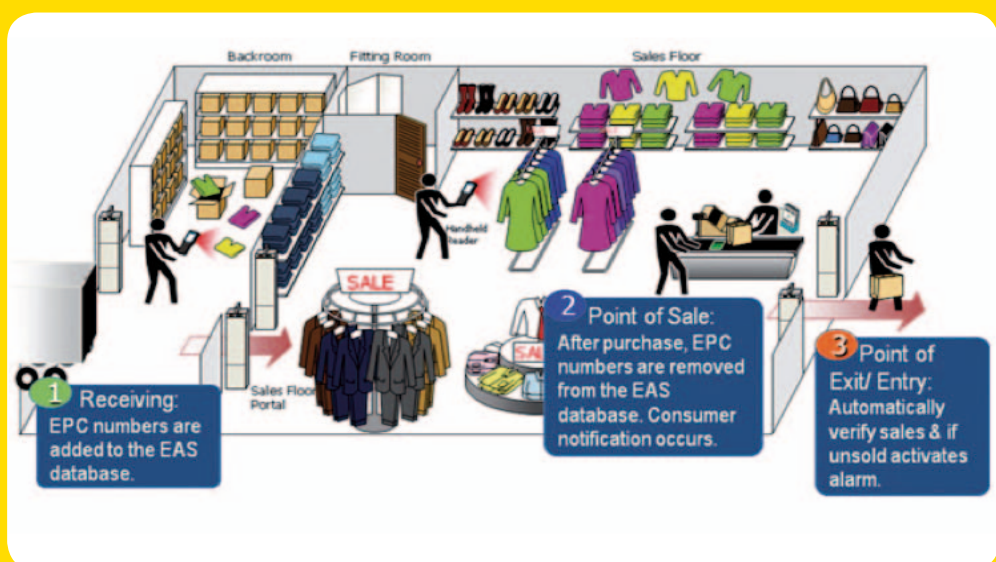 Backroom
Fitting Room
Sales Floor
Handheld
Reader
SALE
SALE
Sales Floor
Portal
1 Receiving:
EPC numbers are
added to the EAS
database.
2 Point of Sale:
After purchase, EPC
numbers are removed
from the EAS
database. Consumer
notification occurs.
3 Point of
Exit/ Entry:
Automatically
verify sales & if
unsold activates
alarm.